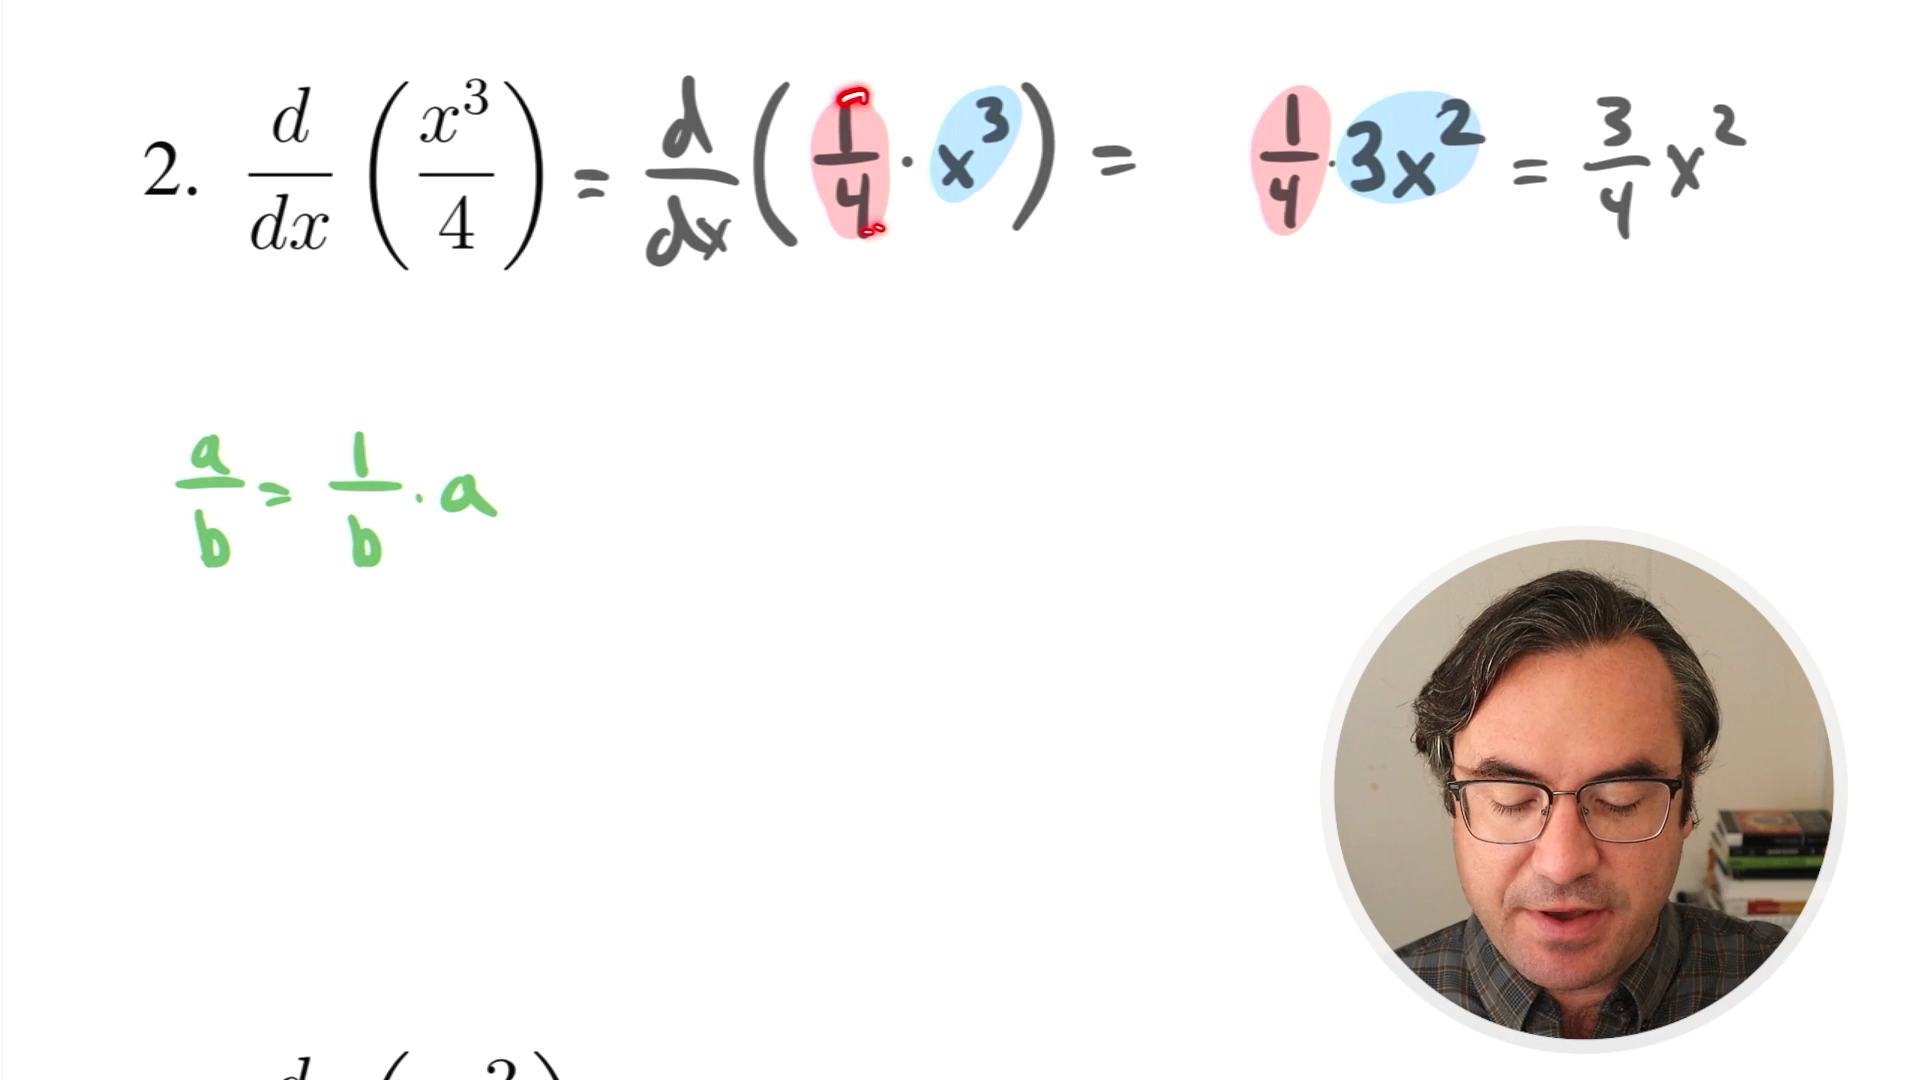 2. d/dx (x³/4) = d/dx (1/4 · x³) = 1/4 · 3x² = 3/4 x²
a/b = 1/b · a